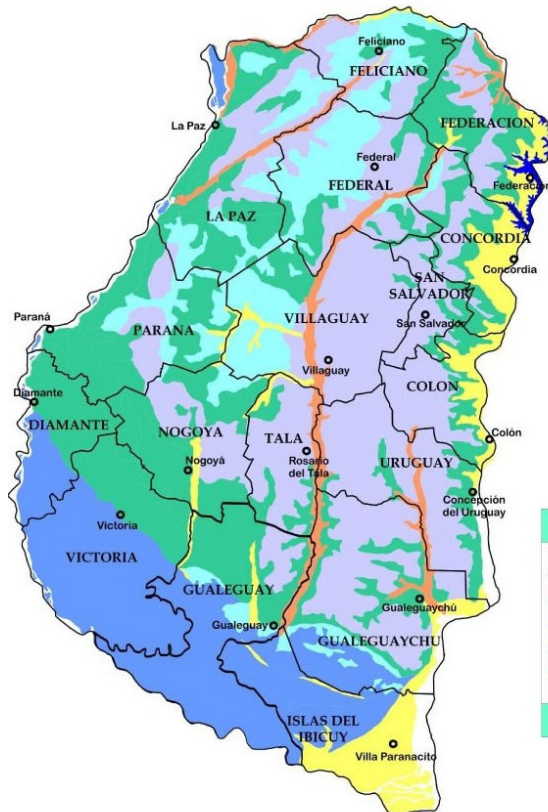 Feliciano
FELICIANO
La Paz
FEDERACION
Federal
FEDERAL
Federacion
LA PAZ
CONCORDIA
Concordia
SAN
SALVADOR
Paraná
PARANA
VILLAGUAY
San Salvador
Villaguay
COLON
Diamante
DIAMANTE
NOGOYA
TALA
Colón
Nogoyá
Rosario
del Tala
URUGUAY
Concepción
del Uruguay
Victoria
VICTORIA
GUALEGUAY
Gualeguaychú
Gualeguay
GUALEGUAYCHU
ISLAS DEL
IBICUY
Villa Paranacito